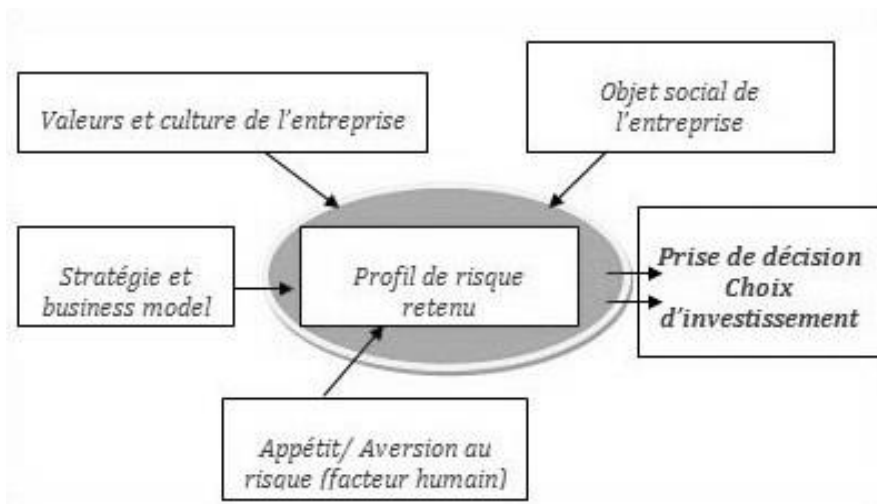 Valeurs et culture de l'entreprise
Objet social de
l'entreprise
Stratégie et
business model
Profil de risque
retenu
Prise de décision
Choix
d'investissement
Appétit/ Aversion au
risque (facteur humain)